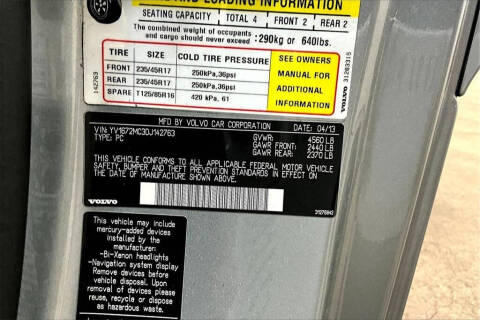 AND LOADING INFORMATION
SEATING CAPACITY TOTAL 4 FRONT 2 REAR 2
The combined weight of occupants
and cargo should never exceed :290kg or 640lbs.
TIRE SIZE COLD TIRE PRESSURE
FRONT 235/45R17 250kPa,36psi
REAR 235/45R17 250kPa,36psi
SPARE T125/85R16 420 kPa, 61
SEE OWNERS
MANUAL FOR
ADDITIONAL
INFORMATION
142763
31283315
VOLVO
MFD BY VOLVO CAR CORPORATION DATE: 04/13
VIN: YV1672MC3DJ142763 GVWR: 4560 LB
TYPE: PC GAWR FRONT: 2440 LB
GAWR REAR: 2370 LB
THIS VEHICLE CONFORMS TO ALL APPLICABLE FEDERAL MOTOR VEHICLE
SAFETY, BUMPER AND THEFT PREVENTION STANDARDS IN EFFECT ON
THE DATE OF MANUFACTURE SHOWN ABOVE.
VOLVO
This vehicle may include
mercury-added devices
installed by the
manufacturer:
-Bi-Xenon headlights
-Navigation system display
Remove devices before
vehicle disposal. Upon
removal of devices please
reuse, recycle or dispose
as hazardous waste.